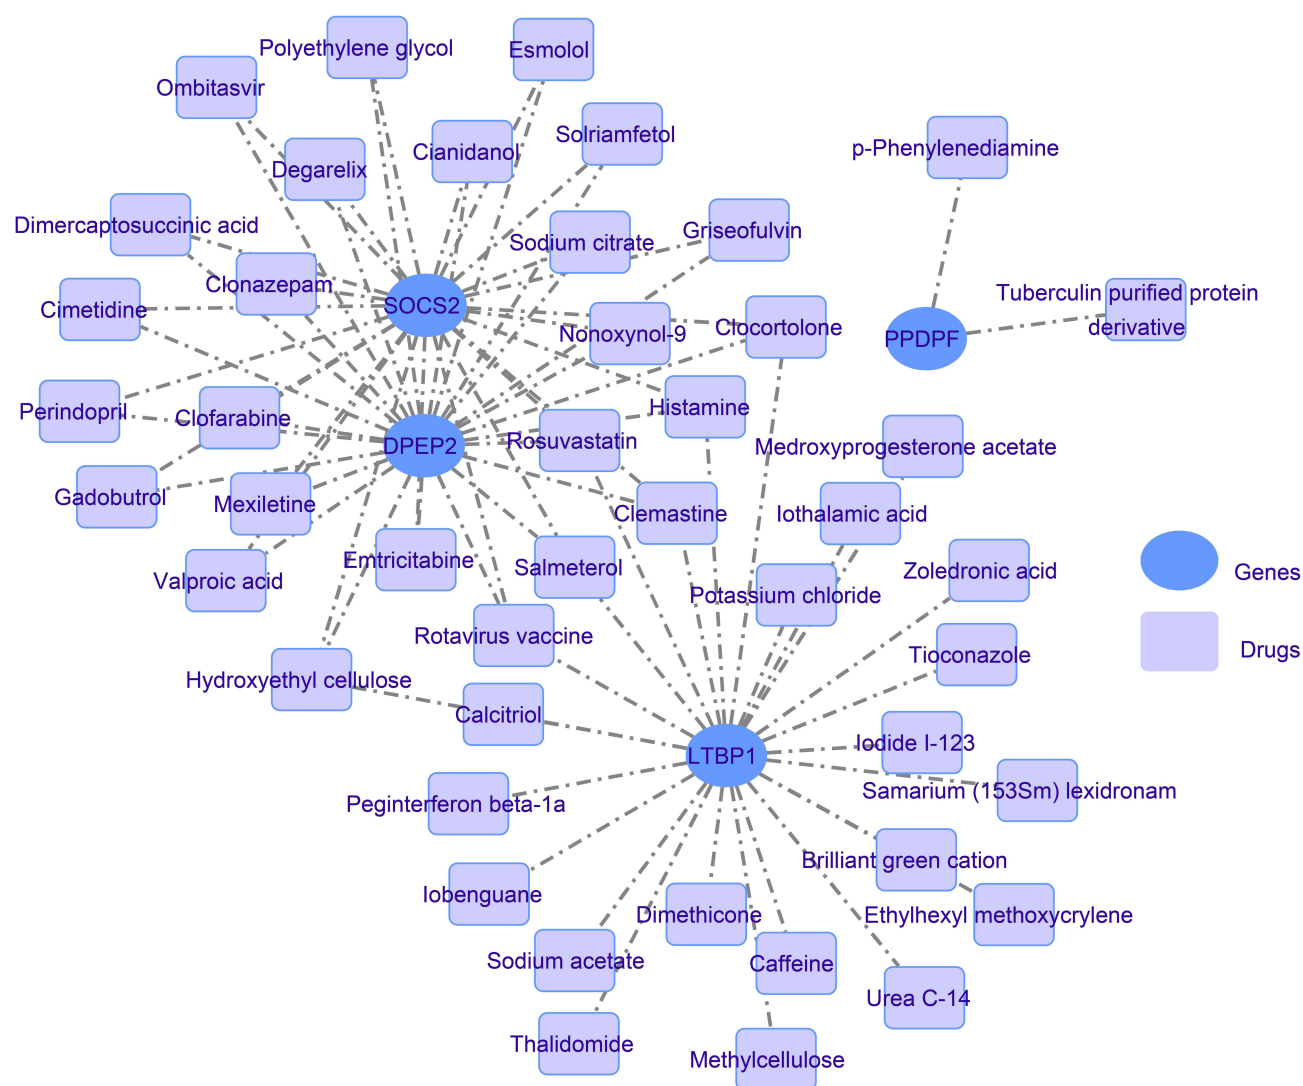 Polyethylene glycol
Esmolol
Ombitasvir
Solriamfetol
Cianidanol
p-Phenylenediamine
Degarelix
Dimercaptosuccinic acid
Griseofulvin
Sodium citrate
Clonazepam
Tuberculin purified protein
derivative
SOCS2
Cimetidine
Nonoxynol-9
Clocortolone
PPDPF
Perindopril
Clofarabine
Histamine
DPEP2
Rosuvastatin
Medroxyprogesterone acetate
Gadobutrol
Mexiletine
Clemastine
Iothalamic acid
Emtricitabine
Salmeterol
Zoledronic acid
Genes
Valproic acid
Potassium chloride
Rotavirus vaccine
Tioconazole
Drugs
Hydroxyethyl cellulose
Calcitriol
Iodide I-123
LTBP1
Samarium (153Sm) lexidronam
Peginterferon beta-1a
Brilliant green cation
Iobenguane
Dimethicone
Ethylhexyl methoxycrylene
Sodium acetate
Caffeine
Urea C-14
Thalidomide
Methylcellulose